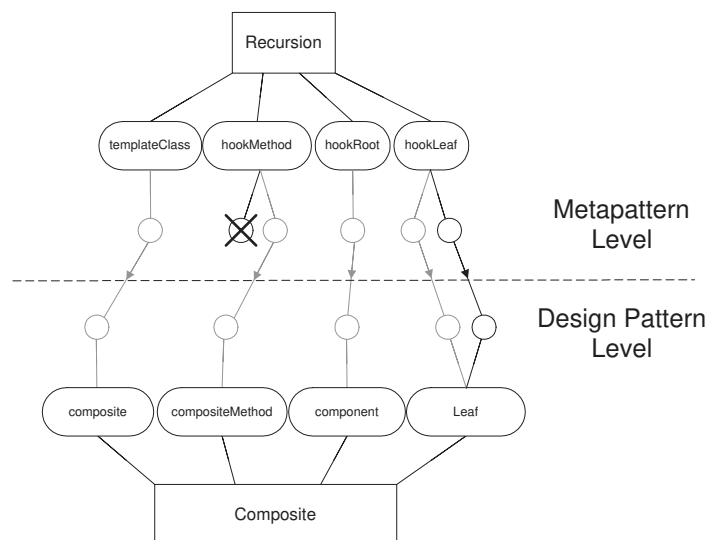 Recursion
templateClass
hookMethod
hookRoot
hookLeaf
Metapattern
Level
Design Pattern
Level
composite
compositeMethod
component
Leaf
Composite